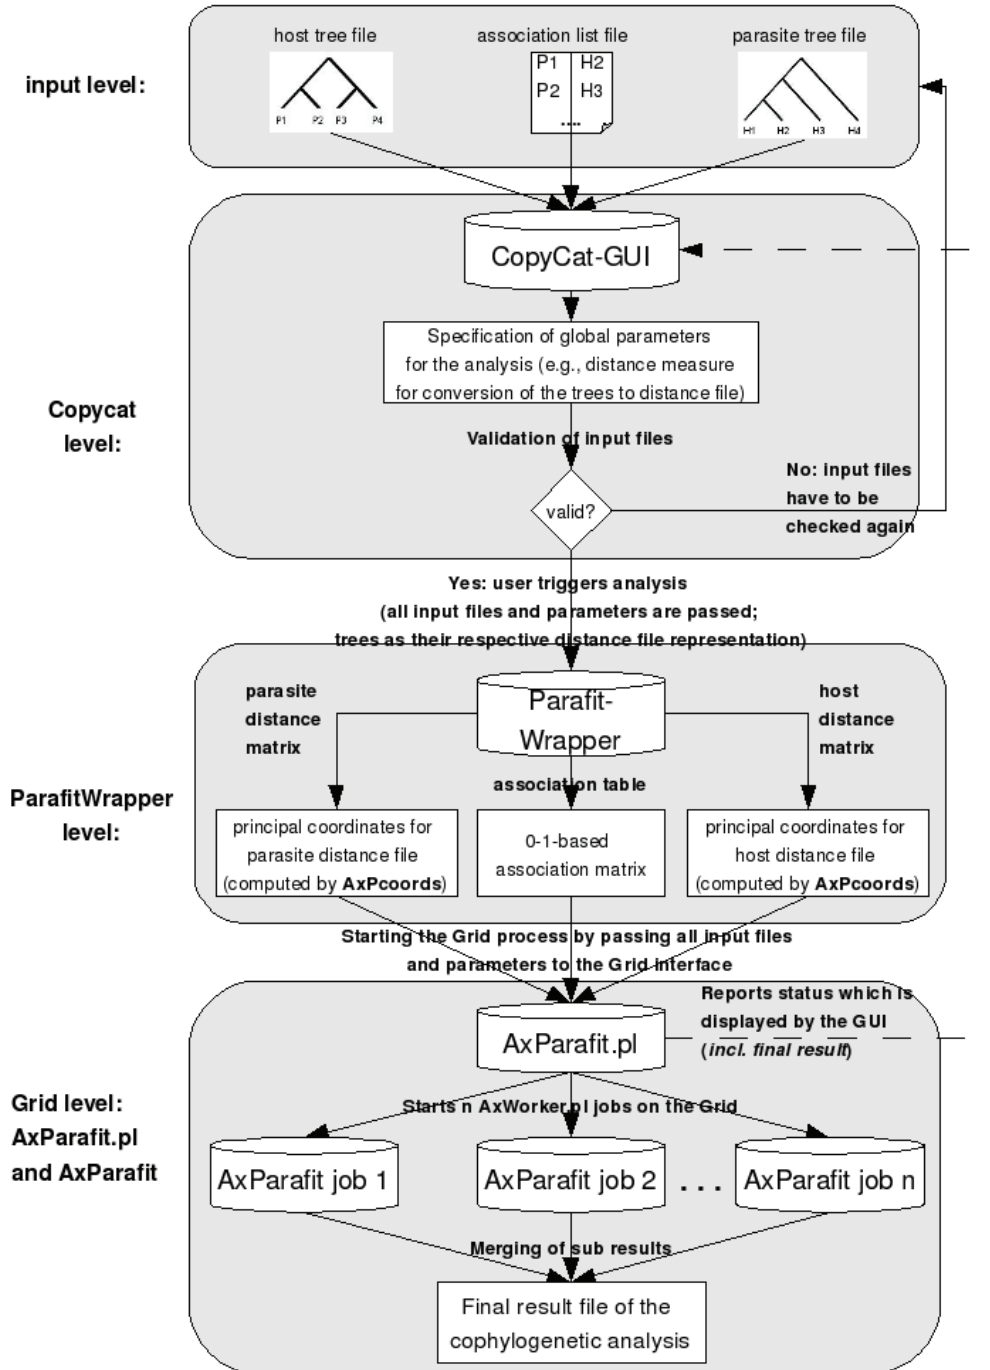 host tree file
association list file
parasite tree file
input level:
P1 P2 P3 P4
P1 H2
P2 H3
....
H1 H2 H3 H4
CopyCat-GUI
Specification of global parameters
for the analysis (e.g., distance measure
for conversion of the trees to distance file)
Copycat
level:
Validation of input files
valid?
No: input files
have to be
checked again
Yes: user triggers analysis
(all input files and parameters are passed;
trees as their respective distance file representation)
ParafitWrapper
level:
Parafit-
Wrapper
parasite
distance
matrix
association table
host
distance
matrix
principal coordinates for
parasite distance file
(computed by AxPcoords)
0-1-based
association matrix
principal coordinates for
host distance file
(computed by AxPcoords)
Starting the Grid process by passing all input files
and parameters to the Grid interface
Grid level:
AxParafit.pl
and AxParafit
AxParafit.pl
Reports status which is
displayed by the GUI
(incl. final result)
Starts n AxWorker.pl jobs on the Grid
AxParafit job 1
AxParafit job 2
. . .
AxParafit job n
Merging of sub results
Final result file of the
cophylogenetic analysis